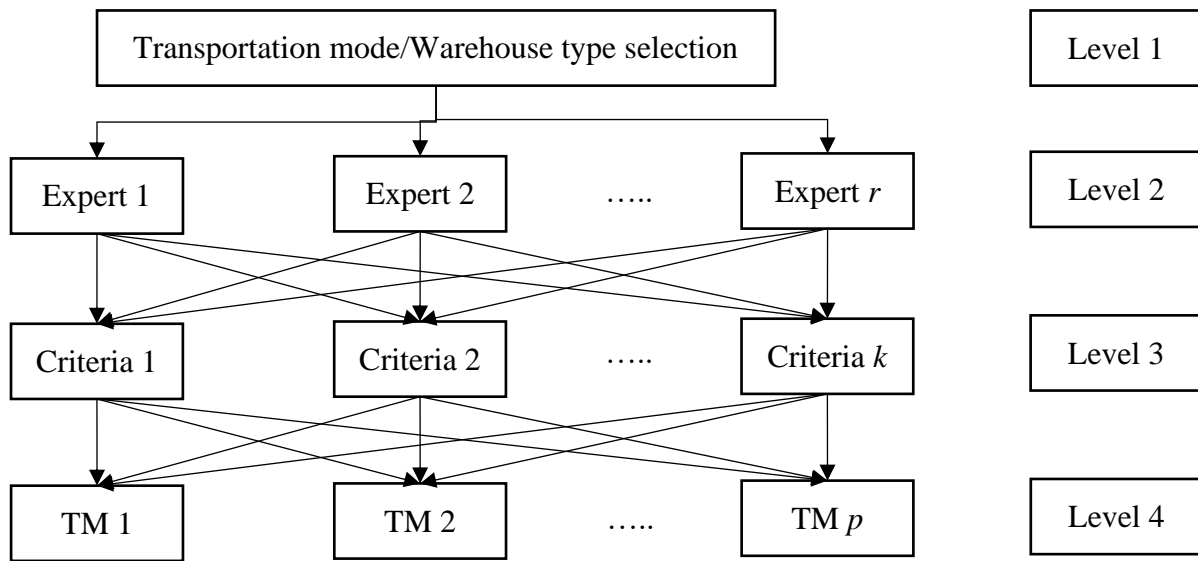 Transportation mode/Warehouse type selection
Level 1
Expert 1
Expert 2
…..
Expert r
Level 2
Criteria 1
Criteria 2
…..
Criteria k
Level 3
TM 1
TM 2
…..
TM p
Level 4